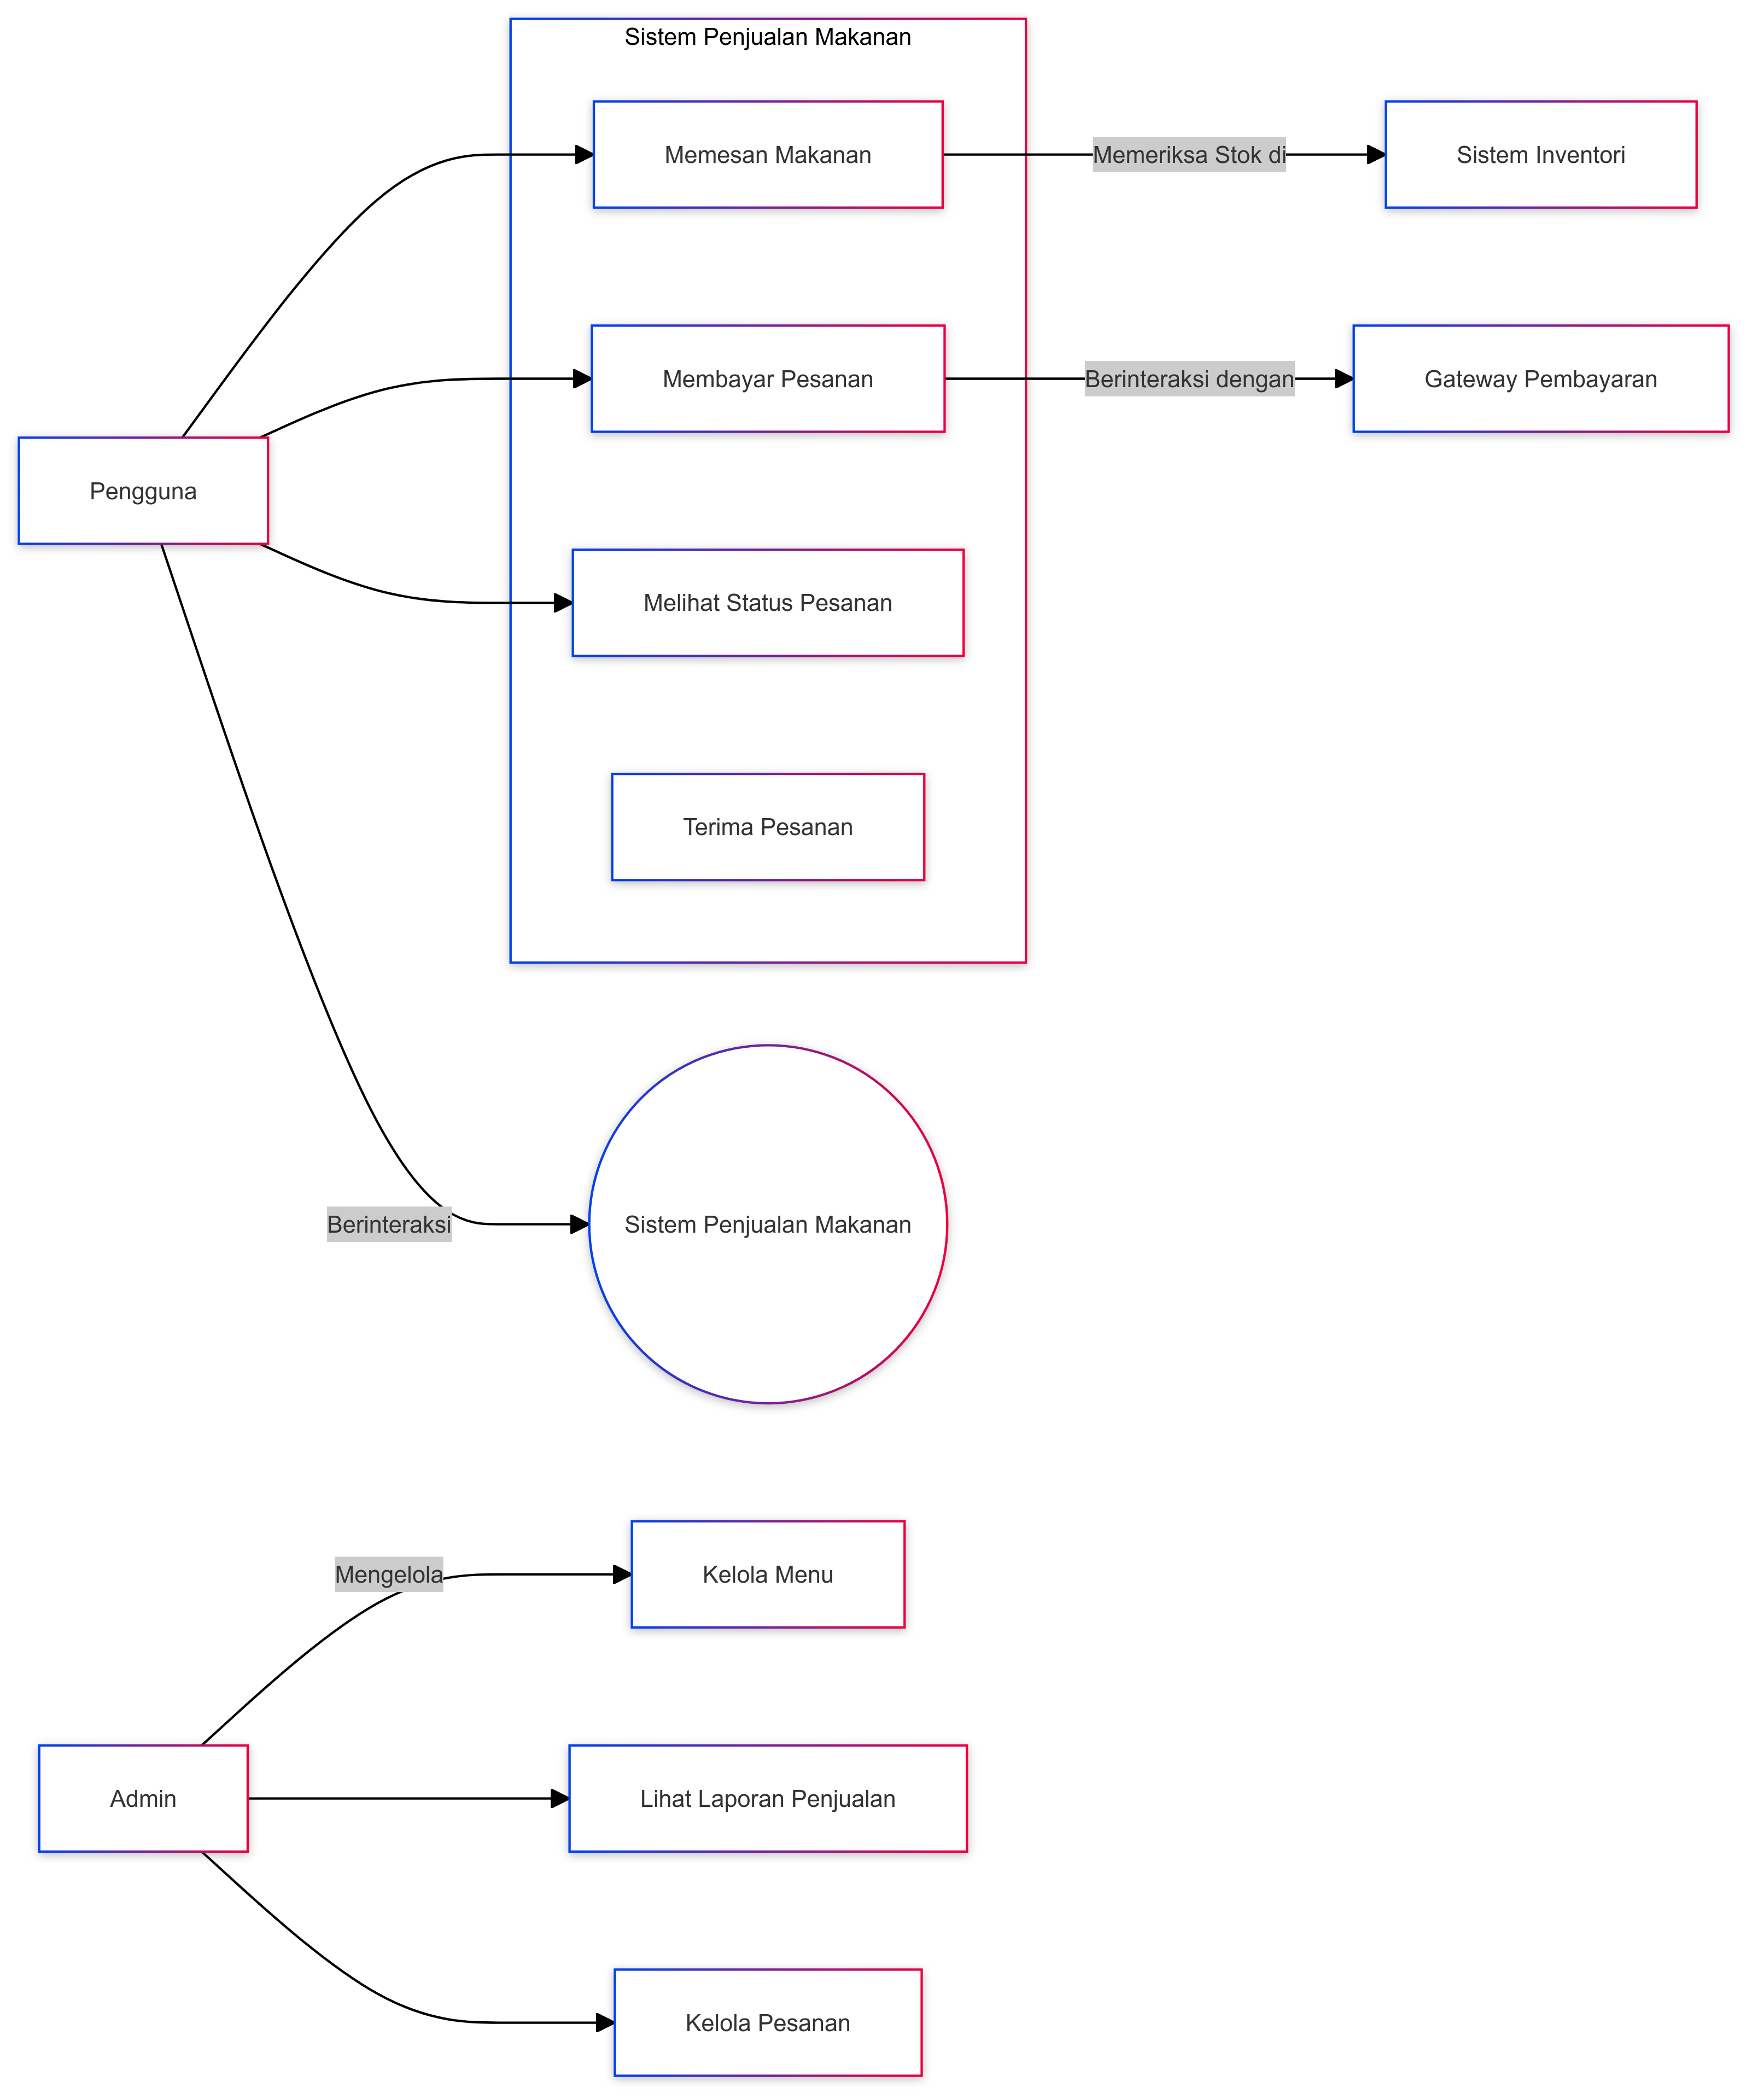 Sistem Penjualan Makanan
Memesan Makanan
Memeriksa Stok di
Sistem Inventori
Membayar Pesanan
Berinteraksi dengan
Gateway Pembayaran
Pengguna
Melihat Status Pesanan
Terima Pesanan
Berinteraksi
Sistem Penjualan Makanan
Mengelola
Kelola Menu
Admin
Lihat Laporan Penjualan
Kelola Pesanan